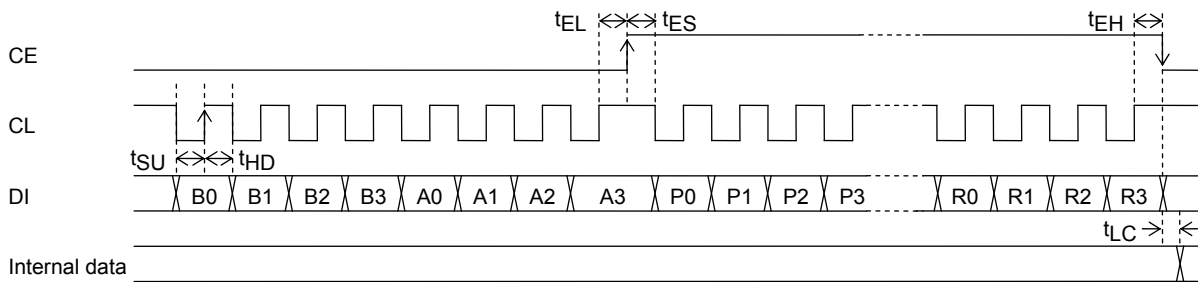 tEL tES tEH
CE
CL
tSU tHD
DI B0 B1 B2 B3 A0 A1 A2 A3 P0 P1 P2 P3 R0 R1 R2 R3
tLC
Internal data